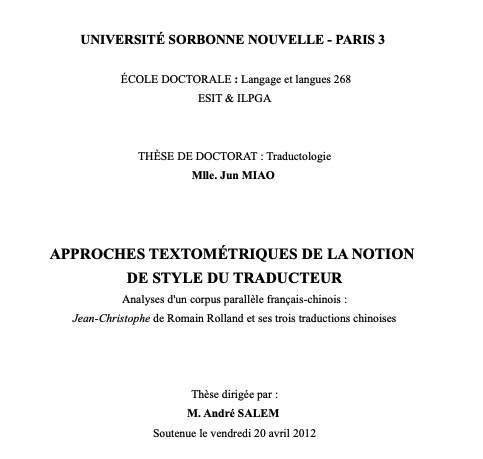 UNIVERSITÉ SORBONNE NOUVELLE - PARIS 3
ÉCOLE DOCTORALE : Langage et langues 268
ESIT & ILPGA
THÈSE DE DOCTORAT : Traductologie
Mlle. Jun MIAO
APPROCHES TEXTOMÉTRIQUES DE LA NOTION
DE STYLE DU TRADUCTEUR
Analyses d'un corpus parallèle français-chinois :
Jean-Christophe de Romain Rolland et ses trois traductions chinoises
Thèse dirigée par :
M. André SALEM
Soutenue le vendredi 20 avril 2012